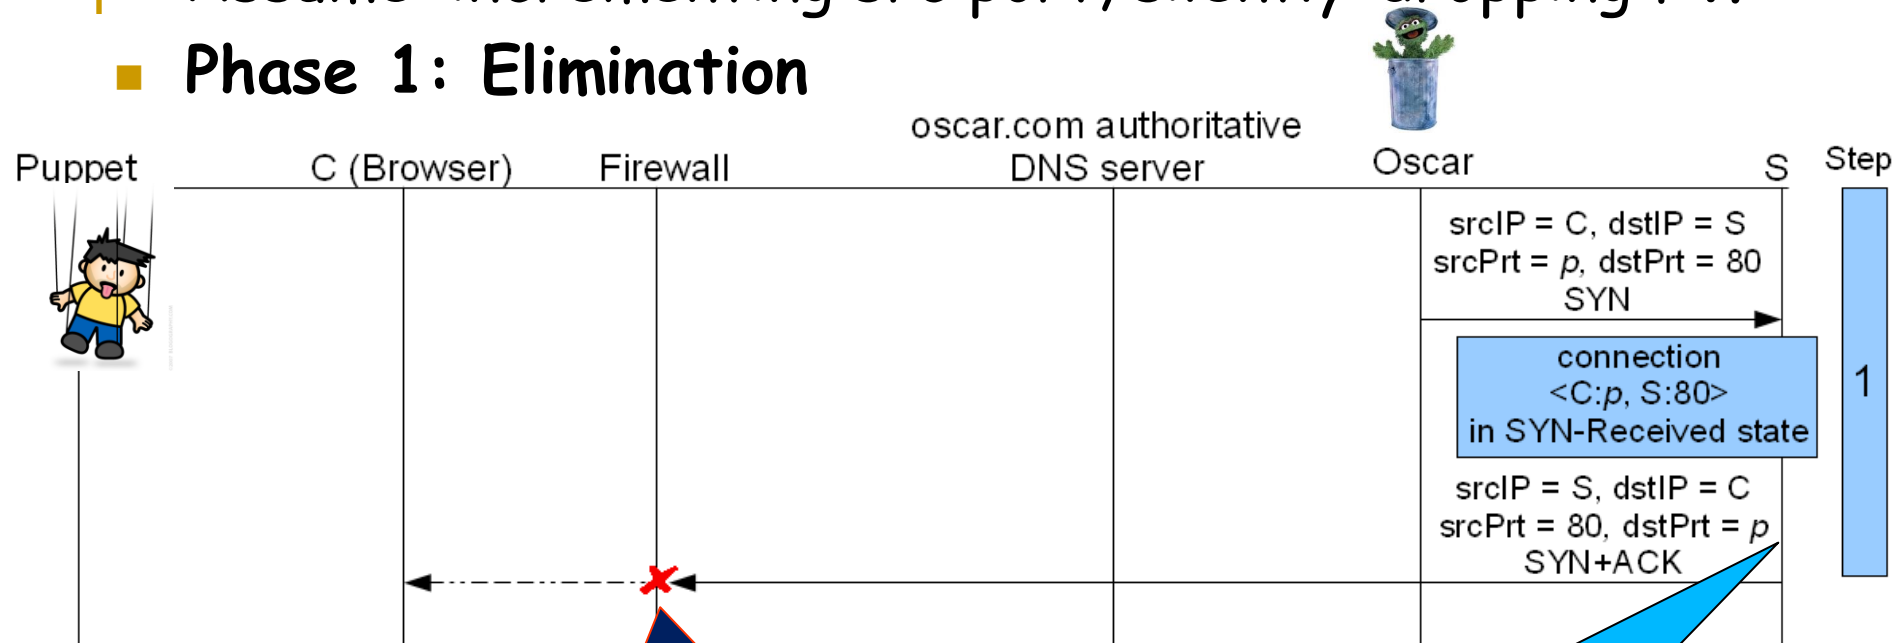 Phase 1: Elimination
oscar.com authoritative
DNS server
Puppet
C (Browser)
Firewall
Oscar
S
Step
srcIP = C, dstIP = S
srcPrt = p, dstPrt = 80
SYN
connection
<C:p, S:80>
in SYN-Received state
1
srcIP = S, dstIP = C
srcPrt = 80, dstPrt = p
SYN+ACK